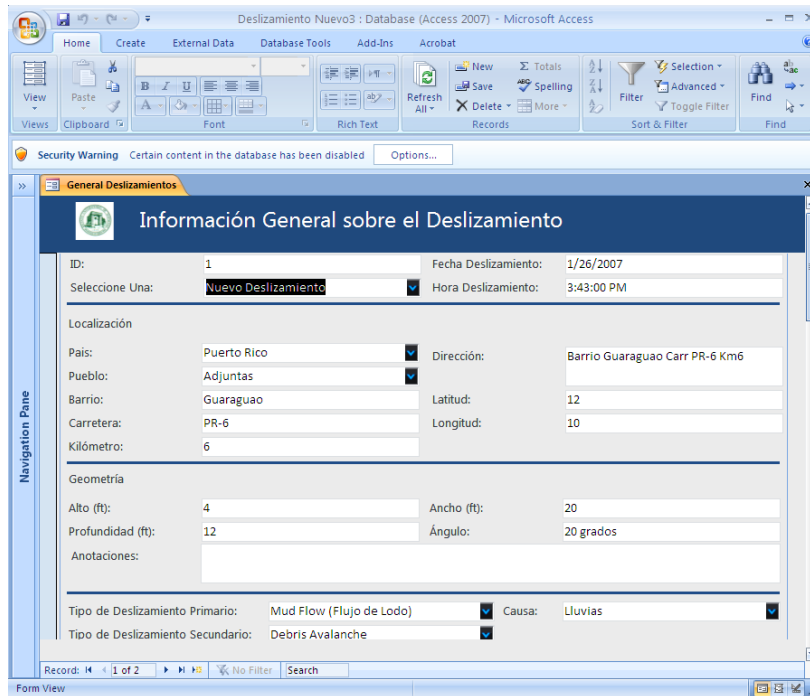 Deslizamiento Nuevo3 : Database (Access 2007) - Microsoft Access
Home Create External Data Database Tools Add-Ins Acrobat
View Paste B I U A ab Refresh All New Save Delete Σ Totals Spelling More Filter Selection Advanced Toggle Filter Find
Views Clipboard Font Rich Text Records Sort & Filter Find
Security Warning Certain content in the database has been disabled Options...
General Deslizamientos
Información General sobre el Deslizamiento
ID: 1 Fecha Deslizamiento: 1/26/2007
Seleccione Una: Nuevo Deslizamiento Hora Deslizamiento: 3:43:00 PM
Localización
Pais: Puerto Rico Dirección: Barrio Guaraguao Carr PR-6 Km6
Pueblo: Adjuntas
Barrio: Guaraguao Latitud: 12
Carretera: PR-6 Longitud: 10
Kilómetro: 6
Geometría
Alto (ft): 4 Ancho (ft): 20
Profundidad (ft): 12 Ángulo: 20 grados
Anotaciones:
Tipo de Deslizamiento Primario: Mud Flow (Flujo de Lodo) Causa: Lluvias
Tipo de Deslizamiento Secundario: Debris Avalanche
Navigation Pane
Record: 1 of 2 No Filter Search
Form View